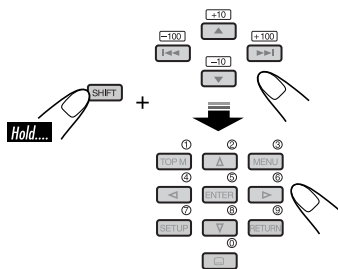 +10
−100 +100
−10
SHIFT +
Hold....
① ② ③
TOP M MENU
④ ⑤ ⑥
ENTER
⑦ ⑧ ⑨
SETUP RETURN
⓪